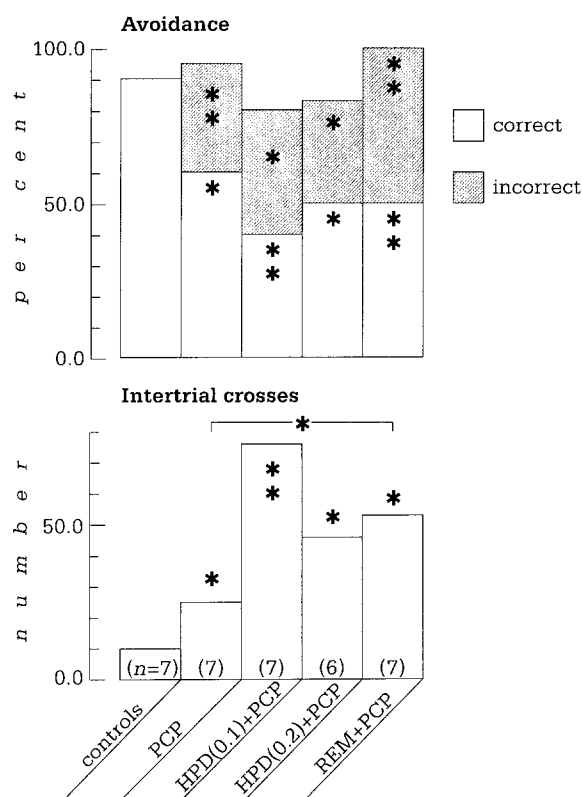 Avoidance
100.0
50.0
0.0
per cent
correct
incorrect
* * *
* * *
* *
* * * *
Intertrial crosses
*
50.0
0.0
number
*
* *
*
*
(n=7) (7) (7) (6) (7)
controls
PCP
HPD(0.1)+PCP
HPD(0.2)+PCP
REM+PCP